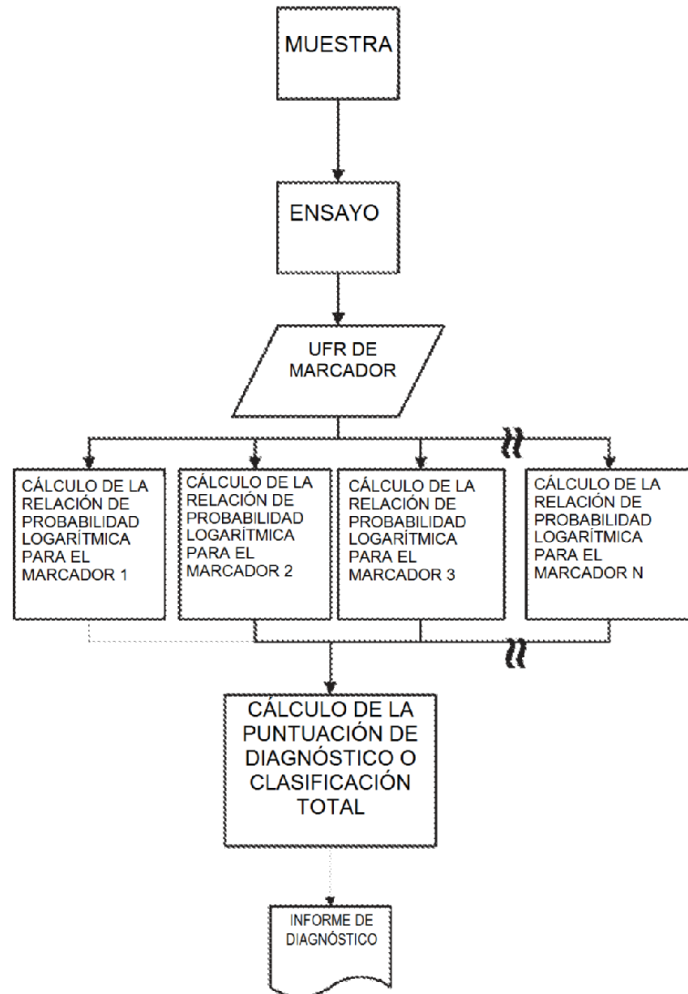 MUESTRA
ENSAYO
UFR DE
MARCADOR
CÁLCULO DE LA
RELACIÓN DE
PROBABILIDAD
LOGARÍTMICA
PARA EL
MARCADOR 1
CÁLCULO DE LA
RELACIÓN DE
PROBABILIDAD
LOGARÍTMICA
PARA EL
MARCADOR 2
CÁLCULO DE LA
RELACIÓN DE
PROBABILIDAD
LOGARÍTMICA
PARA EL
MARCADOR 3
CÁLCULO DE LA
RELACIÓN DE
PROBABILIDAD
LOGARÍTMICA
PARA EL
MARCADOR N
CÁLCULO DE LA
PUNTUACIÓN DE
DIAGNÓSTICO O
CLASIFICACIÓN
TOTAL
INFORME DE
DIAGNÓSTICO